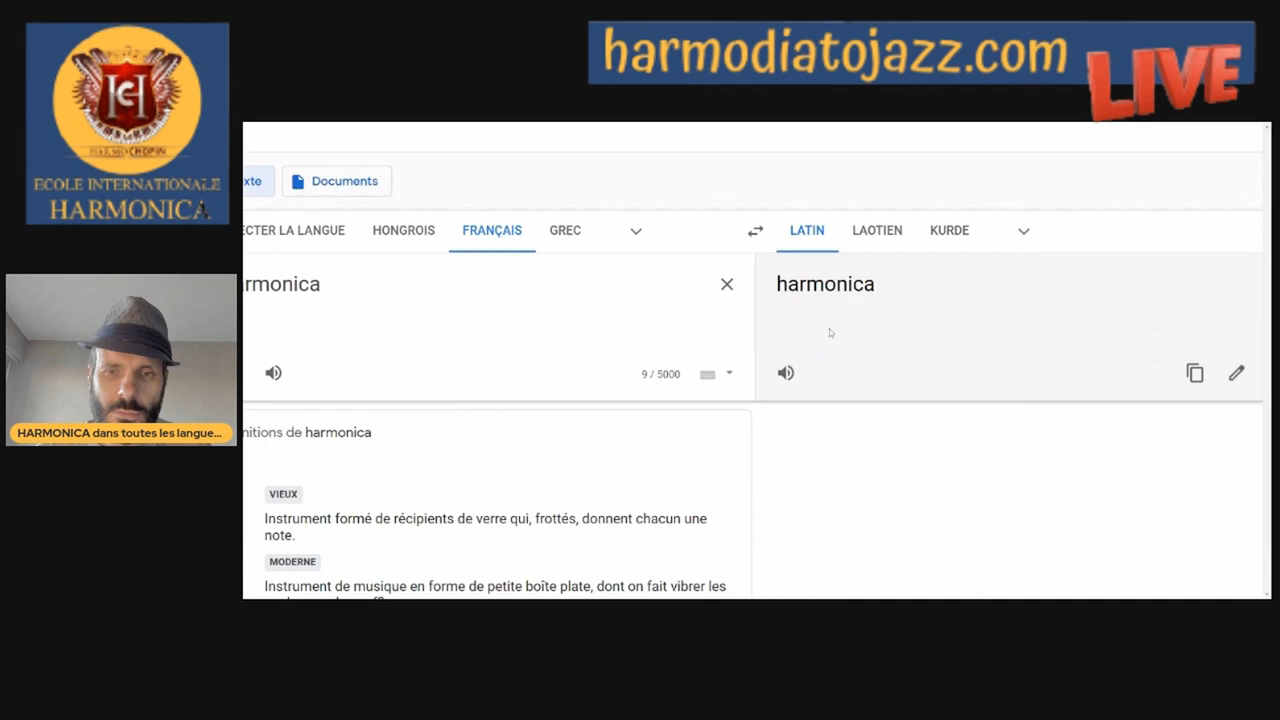 harmodiatojazz.com
LIVE
HC
HARMO CHOPIN
ECOLE INTERNATIONALE
HARMONICA
xte
Documents
ECTER LA LANGUE HONGROIS FRANÇAIS GREC
LATIN LAOTIEN KURDE
rmonica
harmonica
9 / 5000
HARMONICA dans toutes les langue...
nitions de harmonica
VIEUX
Instrument formé de récipients de verre qui, frottés, donnent chacun une
note.
MODERNE
Instrument de musique en forme de petite boîte plate, dont on fait vibrer les